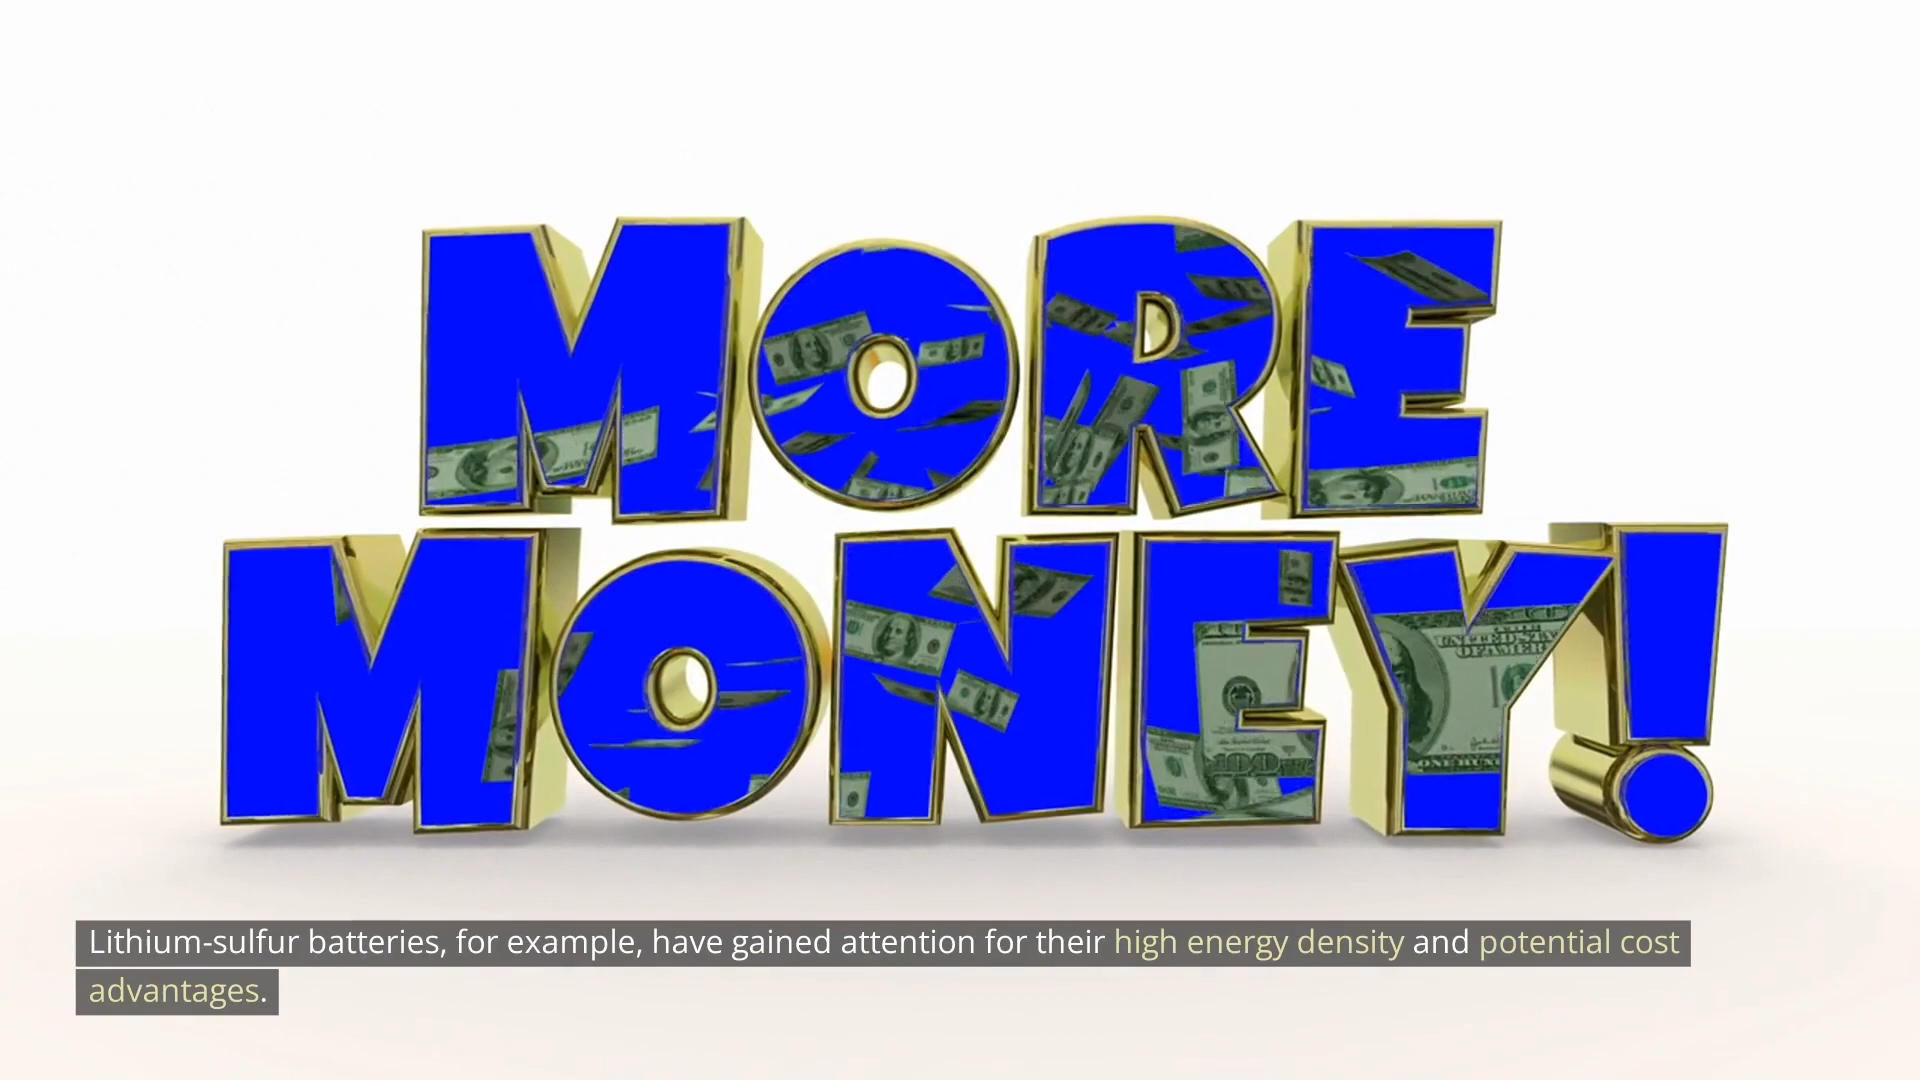 MORE
MONEY!
Lithium-sulfur batteries, for example, have gained attention for their high energy density and potential cost
advantages.